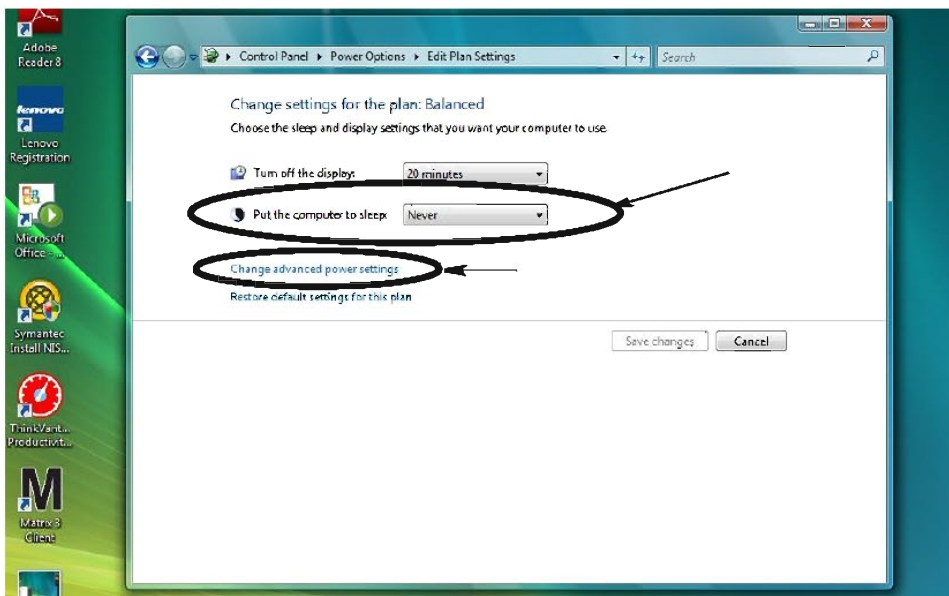 Adobe
Reader 8
lenovo
Lenovo
Registration
Microsoft
Office - ...
Symantec
Install NIS...
ThinkVant...
Productivit...
M
Matrix 3
Client
Control Panel ▸ Power Options ▸ Edit Plan Settings
Search
Change settings for the plan: Balanced
Choose the sleep and display settings that you want your computer to use.
Turn off the display: 20 minutes
Put the computer to sleep: Never
Change advanced power settings
Restore default settings for this plan
Save changes Cancel